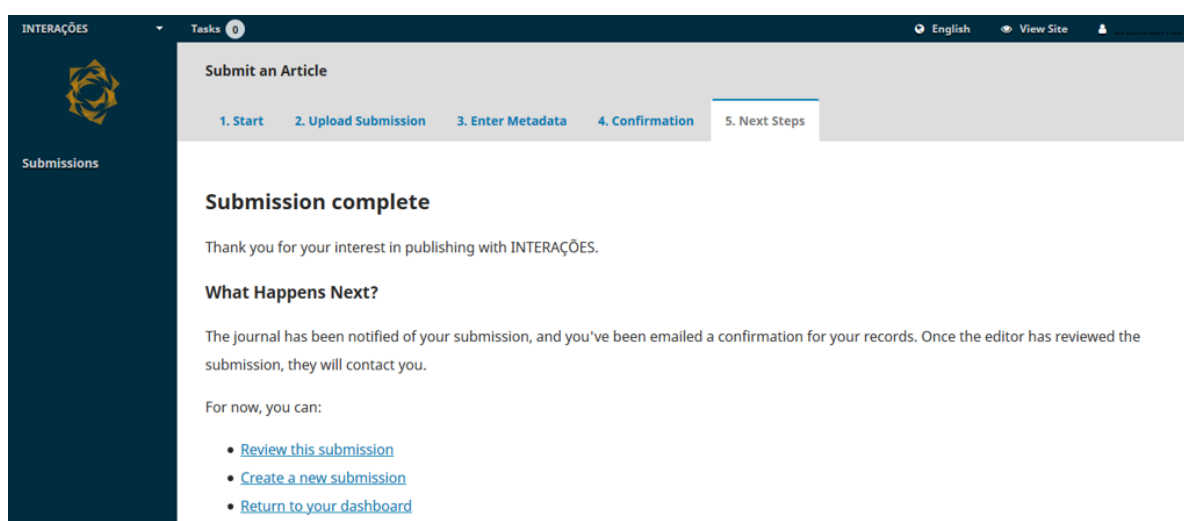 INTERAÇÕES Tasks 0 English View Site
Submit an Article
1. Start 2. Upload Submission 3. Enter Metadata 4. Confirmation 5. Next Steps
Submissions
Submission complete
Thank you for your interest in publishing with INTERAÇÕES.
What Happens Next?
The journal has been notified of your submission, and you've been emailed a confirmation for your records. Once the editor has reviewed the
submission, they will contact you.
For now, you can:
• Review this submission
• Create a new submission
• Return to your dashboard